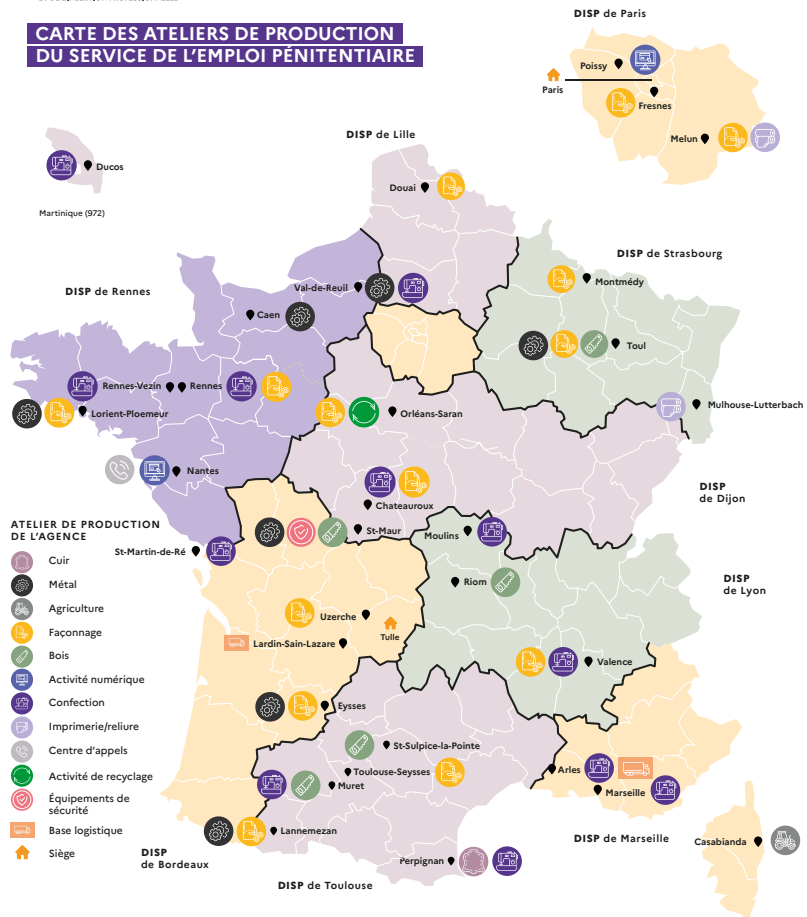 CARTE DES ATELIERS DE PRODUCTION
DU SERVICE DE L'EMPLOI PÉNITENTIAIRE
DISP de Paris
Poissy
Paris
Fresnes
Melun
DISP de Lille
Ducos
Martinique (972)
Douai
DISP de Strasbourg
Montmédy
DISP de Rennes
Val-de-Reuil
Caen
Toul
Rennes-Vezin
Rennes
Lorient-Ploemeur
Orléans-Saran
Mulhouse-Lutterbach
Nantes
DISP
de Dijon
Chateauroux
St-Maur
Moulins
ATELIER DE PRODUCTION
DE L'AGENCE
St-Martin-de-Ré
Cuir
Métal
Agriculture
Façonnage
Bois
Activité numérique
Confection
Imprimerie/reliure
Centre d'appels
Activité de recyclage
Équipements de
sécurité
Base logistique
Siège
Riom
DISP
de Lyon
Uzerche
Tulle
Lardin-Sain-Lazare
Valence
Eysses
St-Sulpice-la-Pointe
Toulouse-Seysses
Muret
Arles
Marseille
Lannemezan
DISP
de Bordeaux
DISP de Marseille
Casabianda
Perpignan
DISP de Toulouse